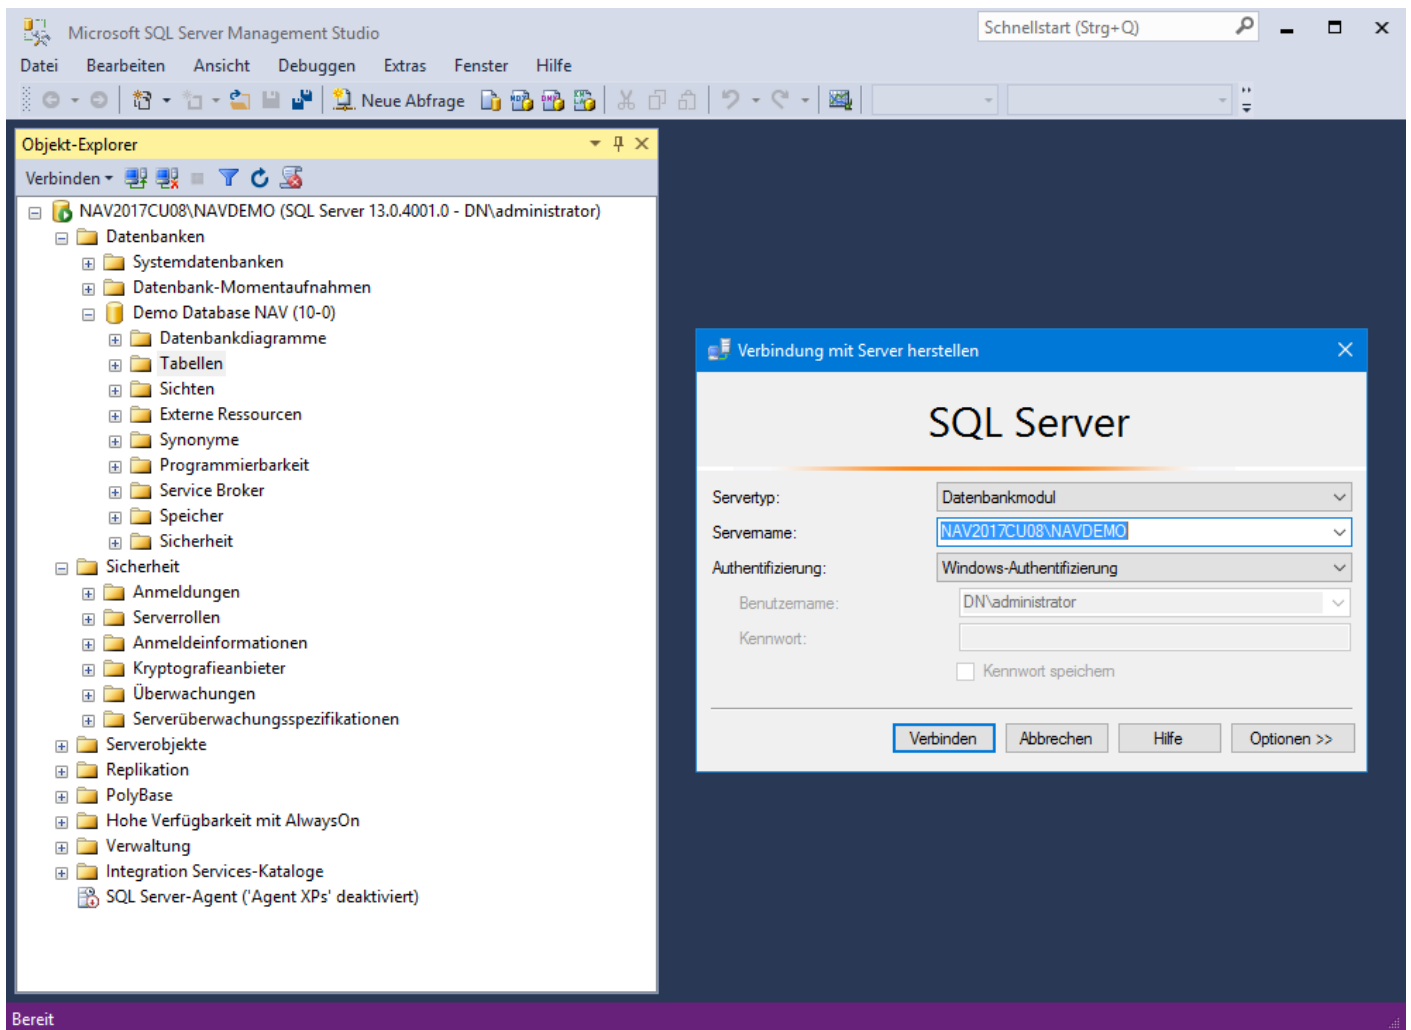 Microsoft SQL Server Management Studio
Schnellstart (Strg+Q)
Datei Bearbeiten Ansicht Debuggen Extras Fenster Hilfe
Neue Abfrage
Objekt-Explorer
Verbinden
NAV2017CU08\NAVDEMO (SQL Server 13.0.4001.0 - DN\administrator)
Datenbanken
Systemdatenbanken
Datenbank-Momentaufnahmen
Demo Database NAV (10-0)
Datenbankdiagramme
Tabellen
Sichten
Externe Ressourcen
Synonyme
Programmierbarkeit
Service Broker
Speicher
Sicherheit
Sicherheit
Anmeldungen
Serverrollen
Anmeldeinformationen
Kryptografieanbieter
Überwachungen
Serverüberwachungsspezifikationen
Serverobjekte
Replikation
PolyBase
Hohe Verfügbarkeit mit AlwaysOn
Verwaltung
Integration Services-Kataloge
SQL Server-Agent ('Agent XPs' deaktiviert)
Verbindung mit Server herstellen
SQL Server
Servertyp: Datenbankmodul
Servername: NAV2017CU08\NAVDEMO
Authentifizierung: Windows-Authentifizierung
Benutzername: DN\administrator
Kennwort:
Kennwort speichern
Verbinden Abbrechen Hilfe Optionen >>
Bereit